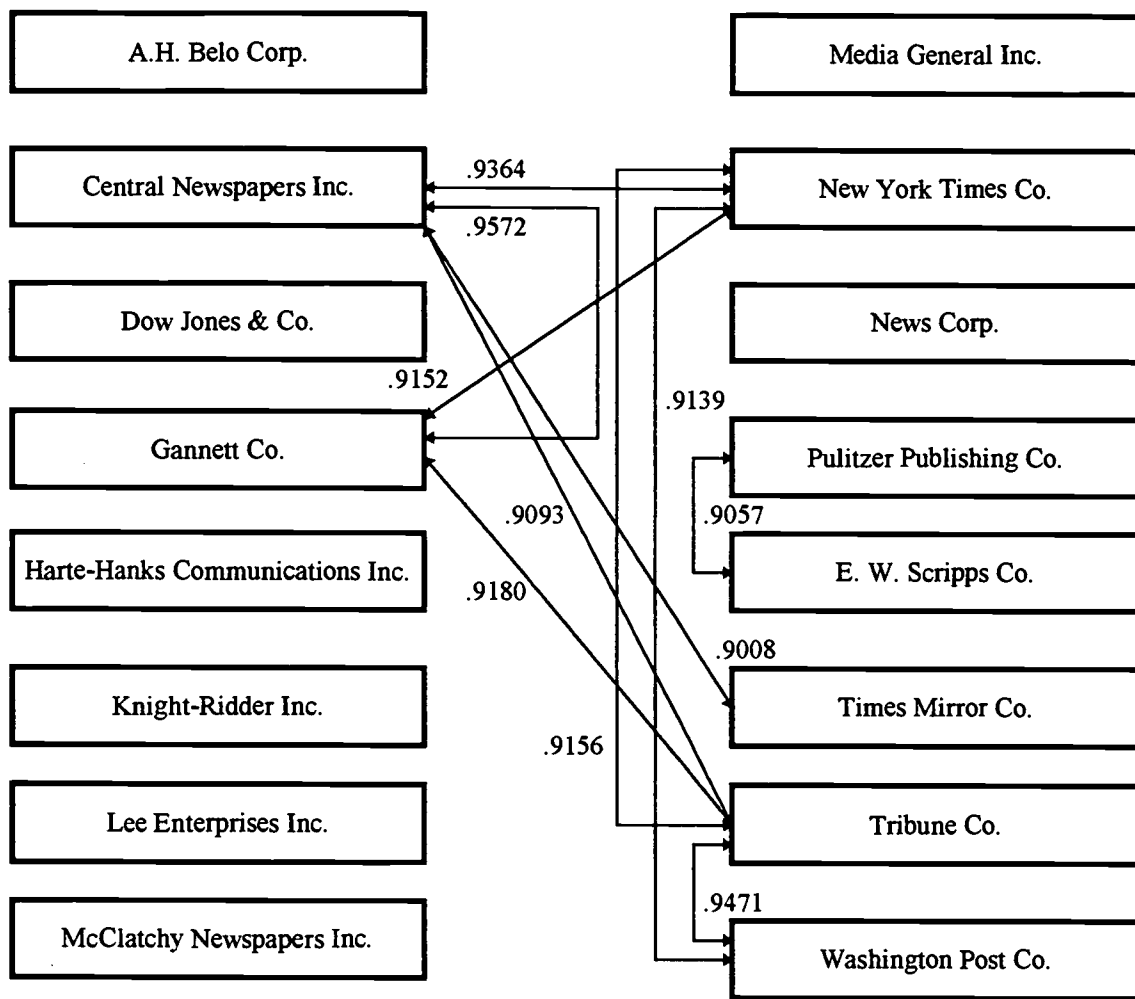 A.H. Belo Corp.
Media General Inc.
Central Newspapers Inc.
.9364
New York Times Co.
.9572
Dow Jones & Co.
News Corp.
.9152
.9139
Gannett Co.
Pulitzer Publishing Co.
.9093
.9057
Harte-Hanks Communications Inc.
E. W. Scripps Co.
.9180
.9008
Knight-Ridder Inc.
Times Mirror Co.
.9156
Lee Enterprises Inc.
Tribune Co.
.9471
McClatchy Newspapers Inc.
Washington Post Co.